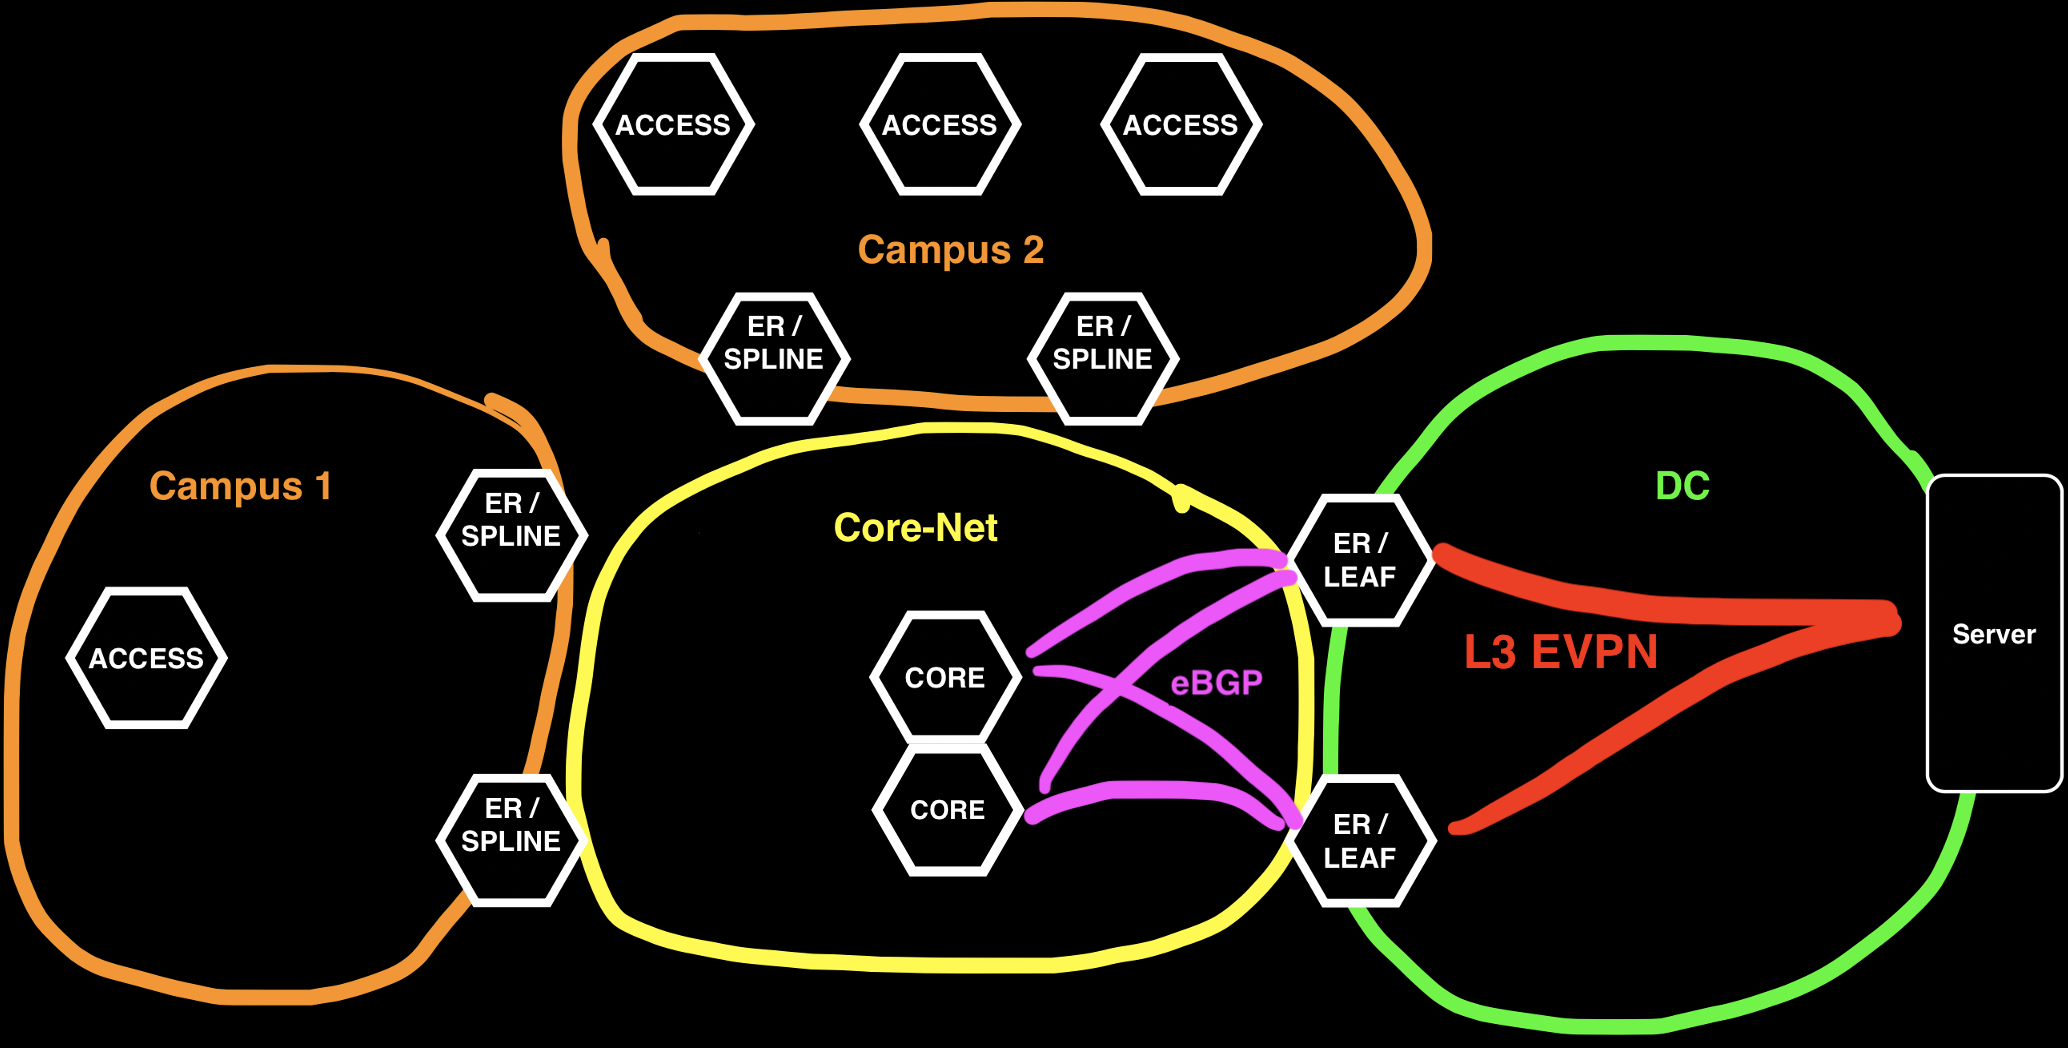 ACCESS
ACCESS
ACCESS
Campus 2
ER /
SPLINE
ER /
SPLINE
Campus 1
ER /
SPLINE
ACCESS
ER /
SPLINE
Core-Net
CORE
CORE
eBGP
ER /
LEAF
ER /
LEAF
DC
L3 EVPN
Server